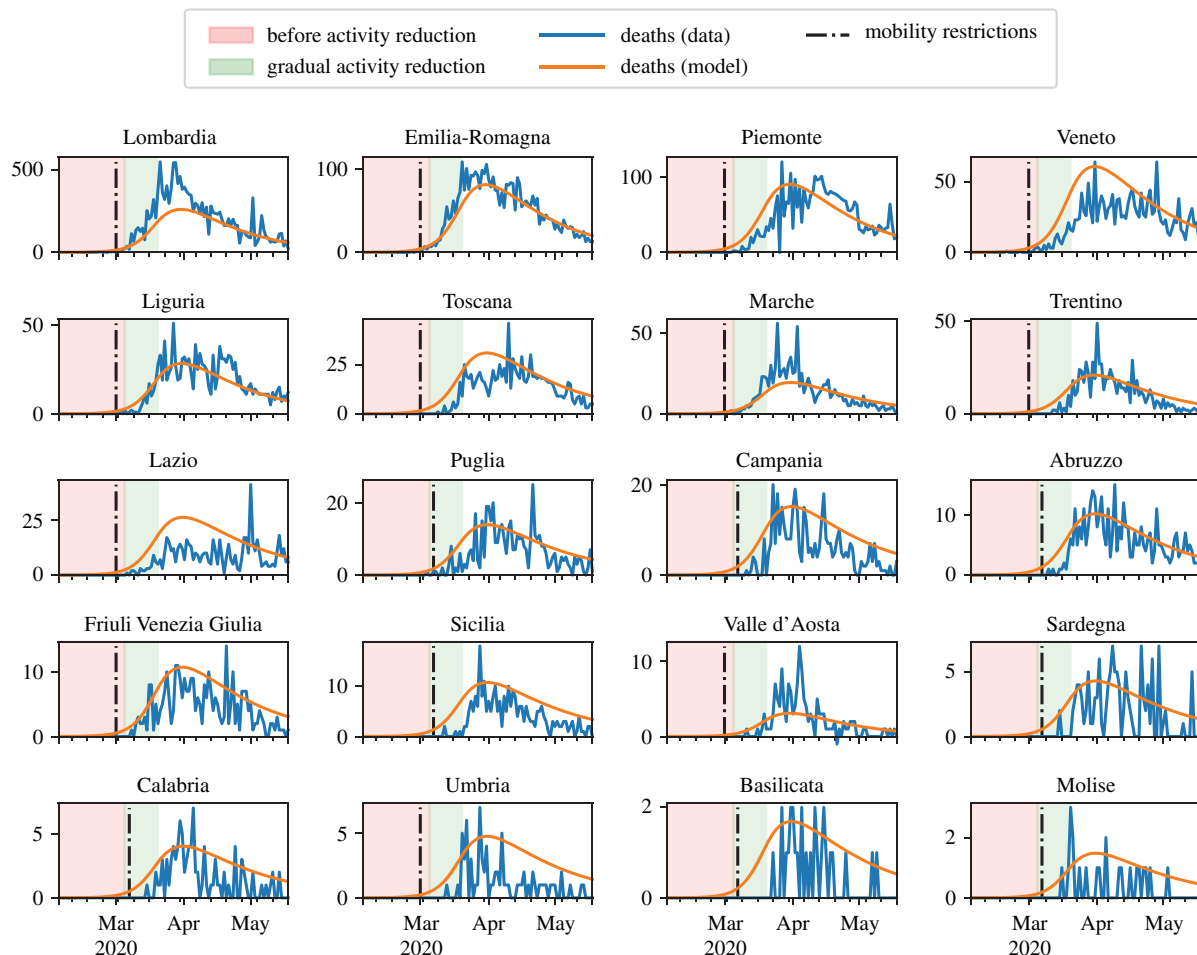 before activity reduction deaths (data) mobility restrictions
gradual activity reduction deaths (model)
Lombardia Emilia-Romagna Piemonte Veneto
500 100 100 50
0 0 0 0
Liguria Toscana Marche Trentino
50 25 50 50
0 0 0 0
Lazio Puglia Campania Abruzzo
25 20 20 10
0 0 10 0
0
Friuli Venezia Giulia Sicilia Valle d'Aosta Sardegna
10 10 10 5
0 0 0 0
Calabria Umbria Basilicata Molise
5 5 2 2
0 0 1 0
0
Mar Apr May Mar Apr May Mar Apr May Mar Apr May
2020 2020 2020 2020